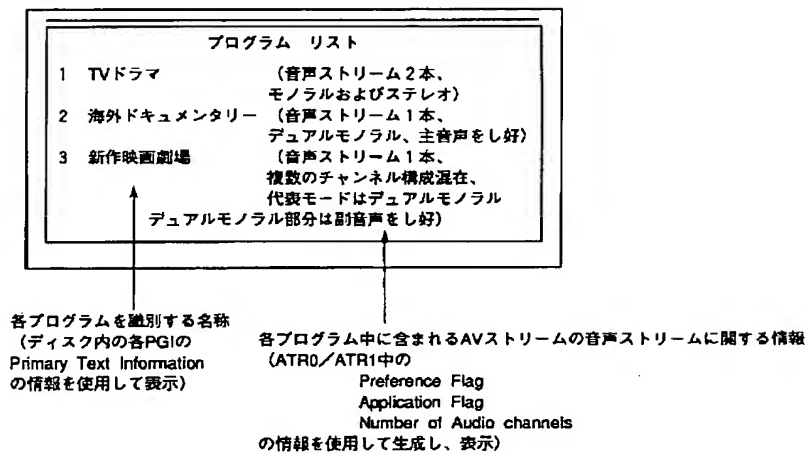 プログラム リスト
1 TVドラマ (音声ストリーム2本、
モノラルおよびステレオ)
2 海外ドキュメンタリー (音声ストリーム1本、
デュアルモノラル、主音声をし好)
3 新作映画劇場 (音声ストリーム1本、
複数のチャンネル構成混在、
代表モードはデュアルモノラル
デュアルモノラル部分は副音声をし好)
各プログラムを識別する名称
(ディスク内の各PGIの
Primary Text Information
の情報を使用して表示)
各プログラム中に含まれるAVストリームの音声ストリームに関する情報
(ATR0/ATR1中の
Preference Flag
Application Flag
Number of Audio channels
の情報を使用して生成し、表示)